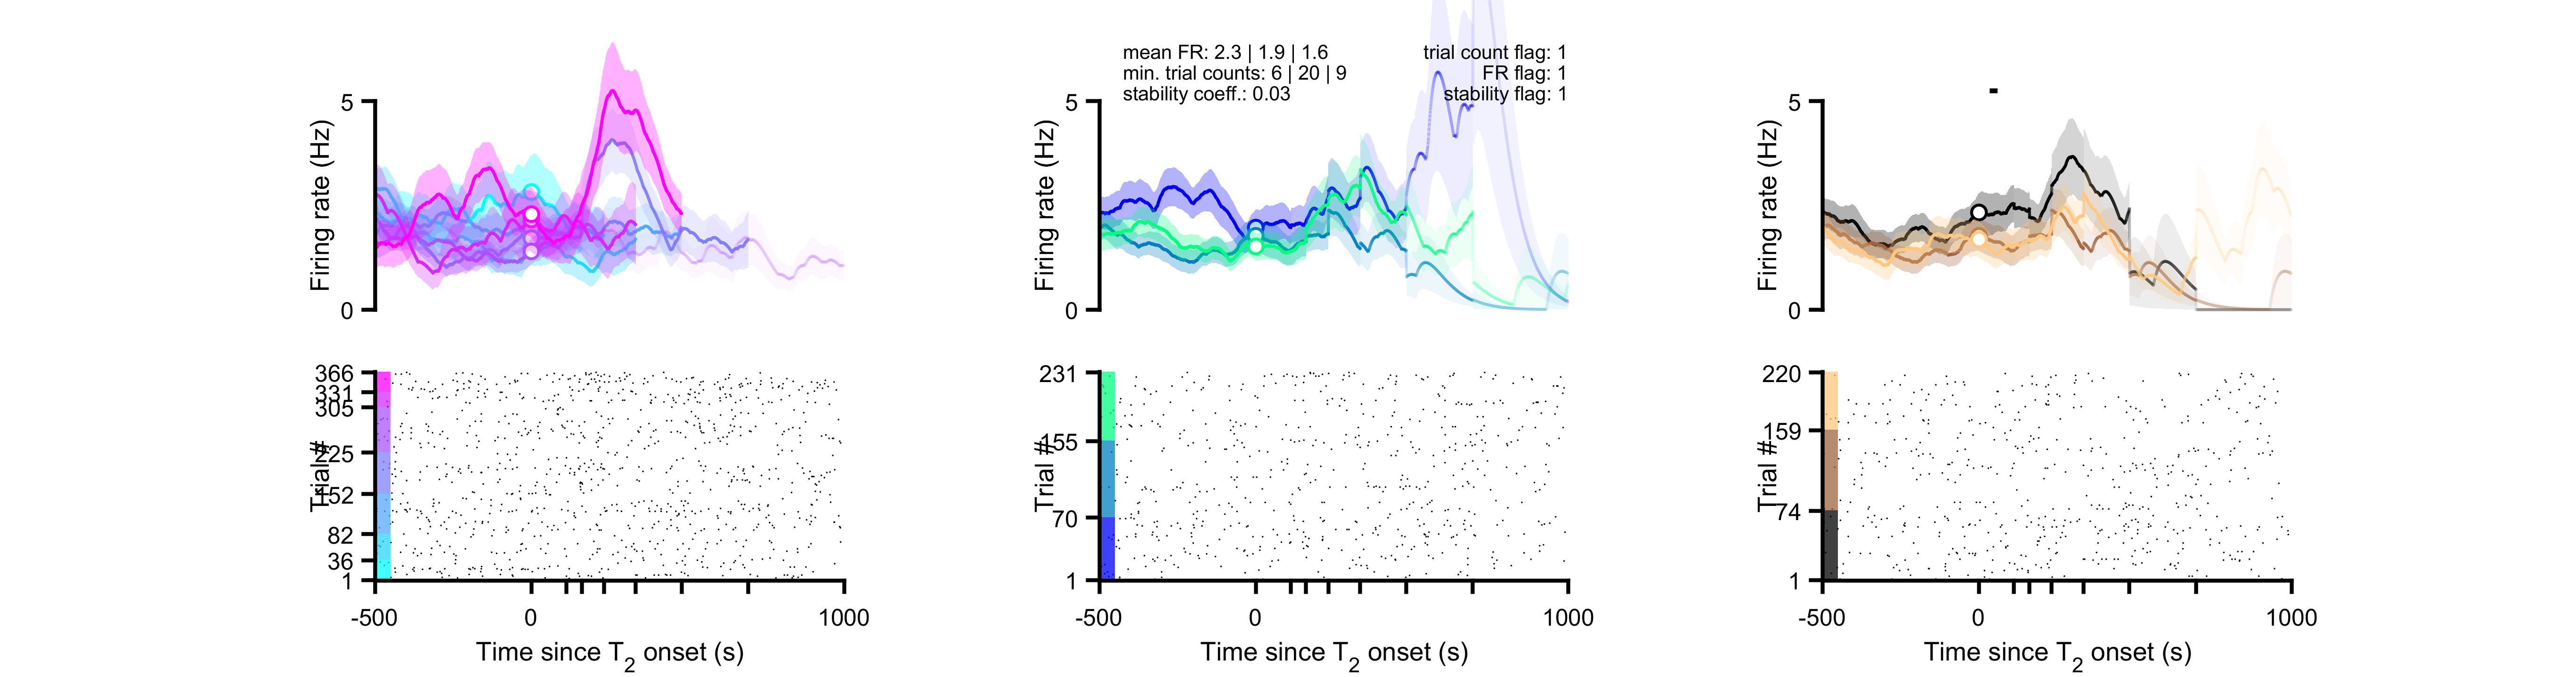 5
Firing rate (Hz)
0
366
331
305
225
152
82
36
1
Trial #
-500
0
1000
Time since T2 onset (s)
mean FR: 2.3 | 1.9 | 1.6
min. trial counts: 6 | 20 | 9
stability coeff.: 0.03
trial count flag: 1
FR flag: 1
stability flag: 1
5
Firing rate (Hz)
0
231
155
70
1
Trial #
-500
0
1000
Time since T2 onset (s)
5
Firing rate (Hz)
0
220
159
74
1
Trial #
-500
0
1000
Time since T2 onset (s)